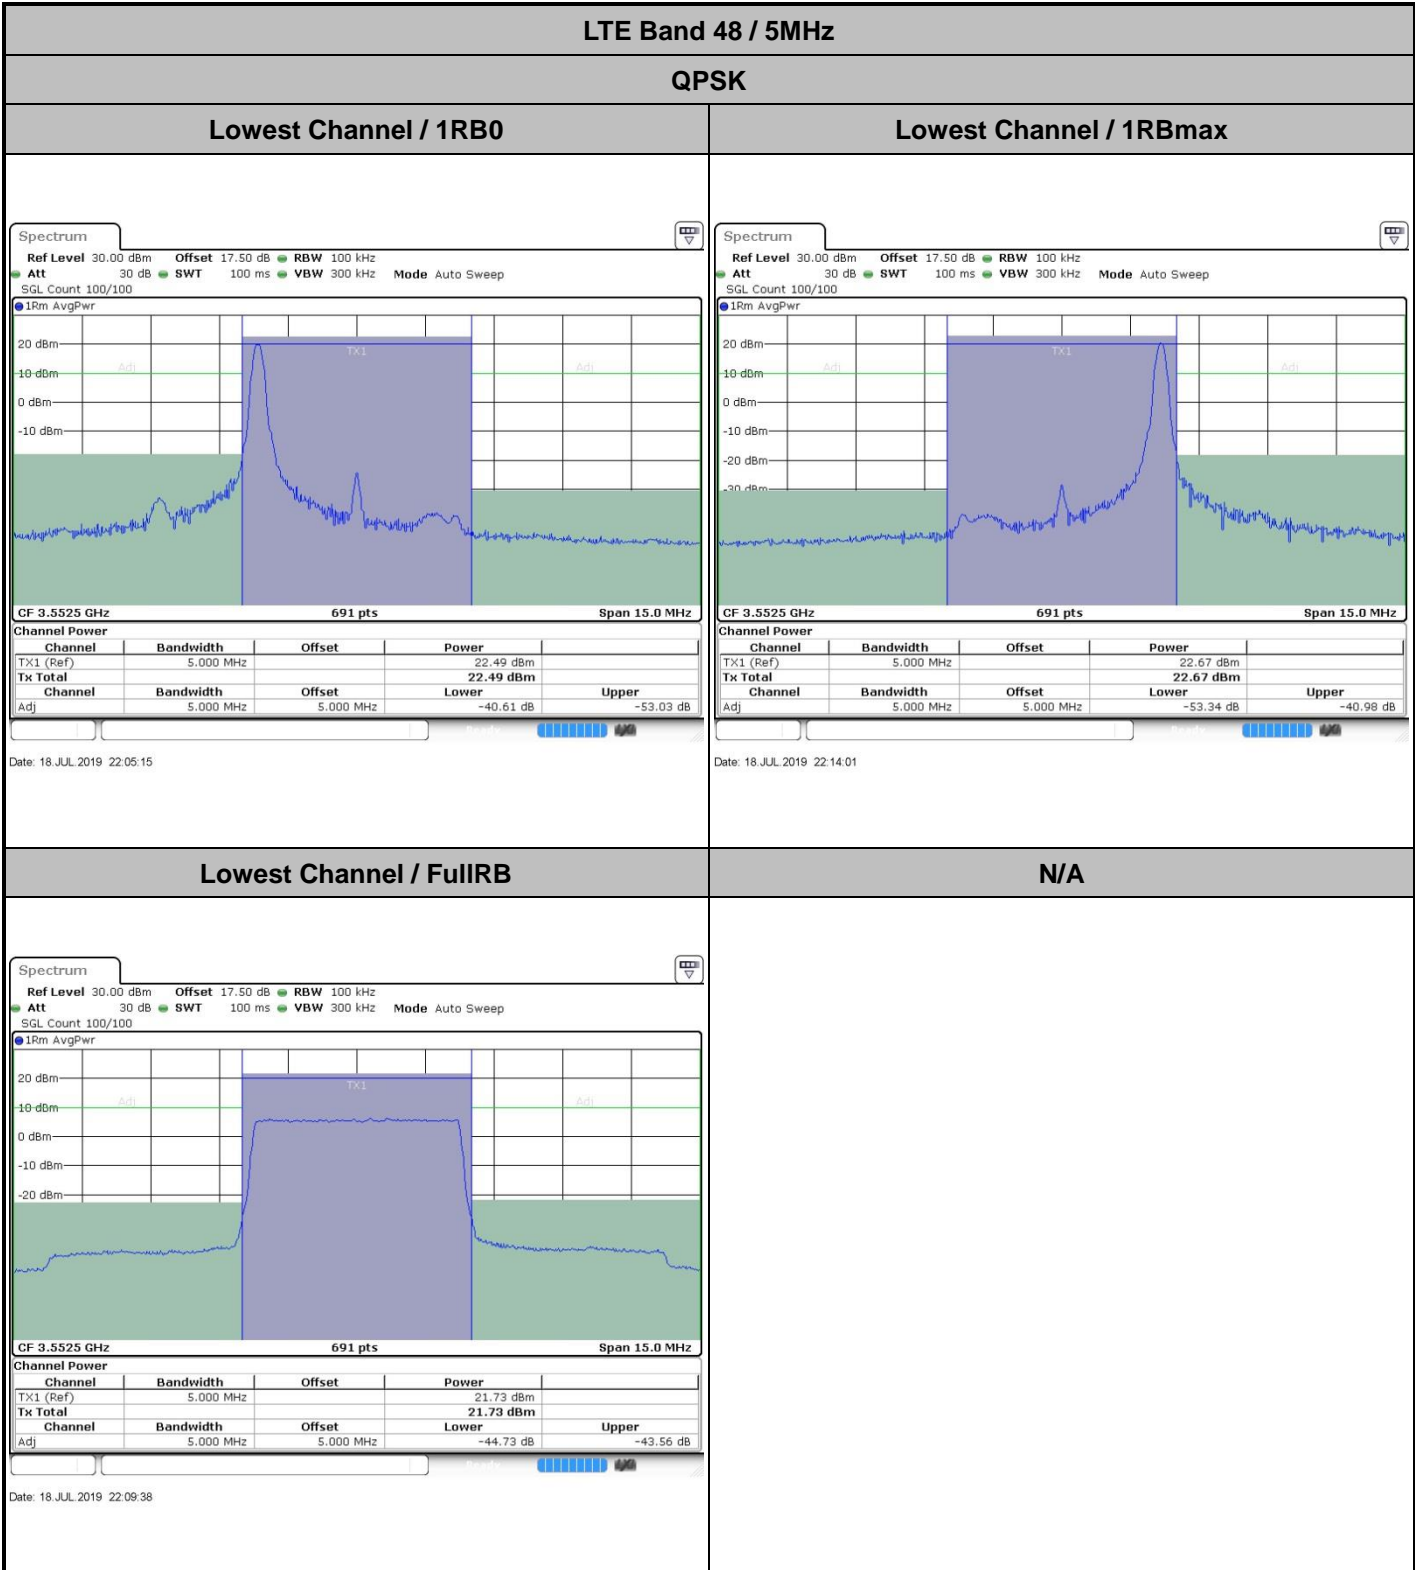 LTE Band 48 / 5MHz
QPSK
Lowest Channel / 1RB0
Lowest Channel / 1RBmax
Spectrum
Ref Level 30.00 dBm Offset 17.50 dB RBW 100 kHz
Att 30 dB SWT 100 ms VBW 300 kHz Mode Auto Sweep
SGL Count 100/100
1Rm AvgPwr
TX1
20 dBm
Adj Adj
10 dBm
0 dBm
-10 dBm
CF 3.5525 GHz 691 pts Span 15.0 MHz
Channel Power
Channel Bandwidth Offset Power
TX1 (Ref) 5.000 MHz 22.49 dBm
Tx Total 22.49 dBm
Channel Bandwidth Offset Lower Upper
Adj 5.000 MHz 5.000 MHz -40.61 dB -53.03 dB
Ready
Date: 18.JUL.2019 22:05:15
Spectrum
Ref Level 30.00 dBm Offset 17.50 dB RBW 100 kHz
Att 30 dB SWT 100 ms VBW 300 kHz Mode Auto Sweep
SGL Count 100/100
1Rm AvgPwr
20 dBm
TX1
Adj Adj
10 dBm
0 dBm
-10 dBm
-20 dBm
-30 dBm
CF 3.5525 GHz 691 pts Span 15.0 MHz
Channel Power
Channel Bandwidth Offset Power
TX1 (Ref) 5.000 MHz 22.67 dBm
Tx Total 22.67 dBm
Channel Bandwidth Offset Lower Upper
Adj 5.000 MHz 5.000 MHz -53.34 dB -40.98 dB
Ready
Date: 18.JUL.2019 22:14:01
Lowest Channel / FullRB
N/A
Spectrum
Ref Level 30.00 dBm Offset 17.50 dB RBW 100 kHz
Att 30 dB SWT 100 ms VBW 300 kHz Mode Auto Sweep
SGL Count 100/100
1Rm AvgPwr
20 dBm
TX1
Adj Adj
10 dBm
0 dBm
-10 dBm
-20 dBm
CF 3.5525 GHz 691 pts Span 15.0 MHz
Channel Power
Channel Bandwidth Offset Power
TX1 (Ref) 5.000 MHz 21.73 dBm
Tx Total 21.73 dBm
Channel Bandwidth Offset Lower Upper
Adj 5.000 MHz 5.000 MHz -44.73 dB -43.56 dB
Ready
Date: 18.JUL.2019 22:09:38